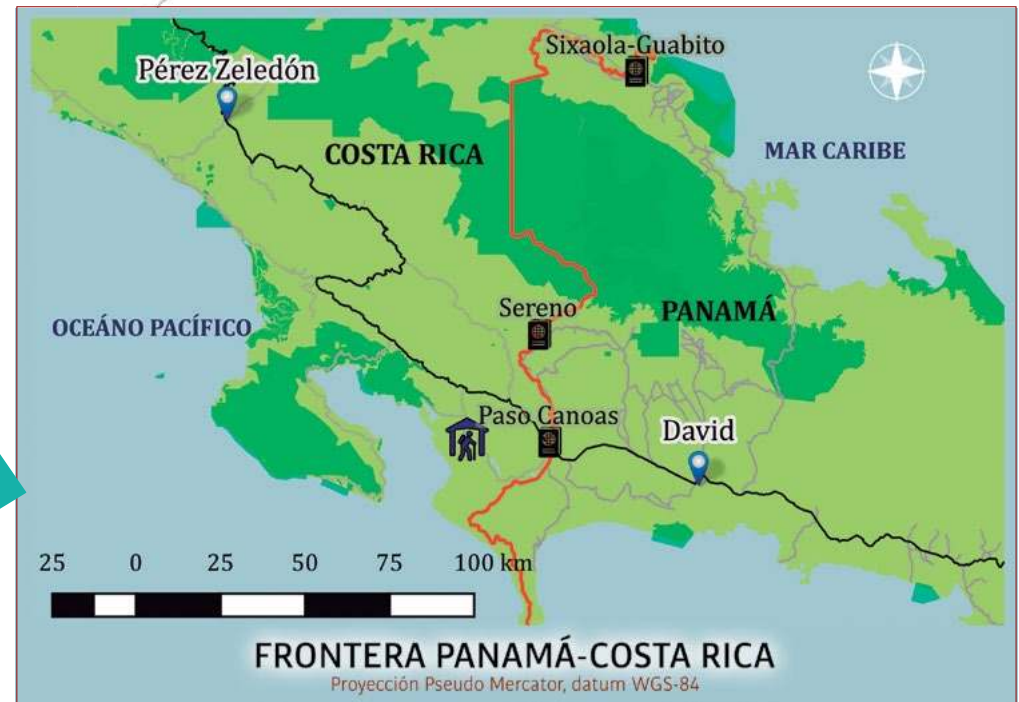 Sixaola-Guabito
Pérez Zeledón
COSTA RICA
MAR CARIBE
Sereno
PANAMÁ
OCEÁNO PACÍFICO
Paso Canoas
David
25 0 25 50 75 100 km
FRONTERA PANAMÁ-COSTA RICA
Proyección Pseudo Mercator, datum WGS-84